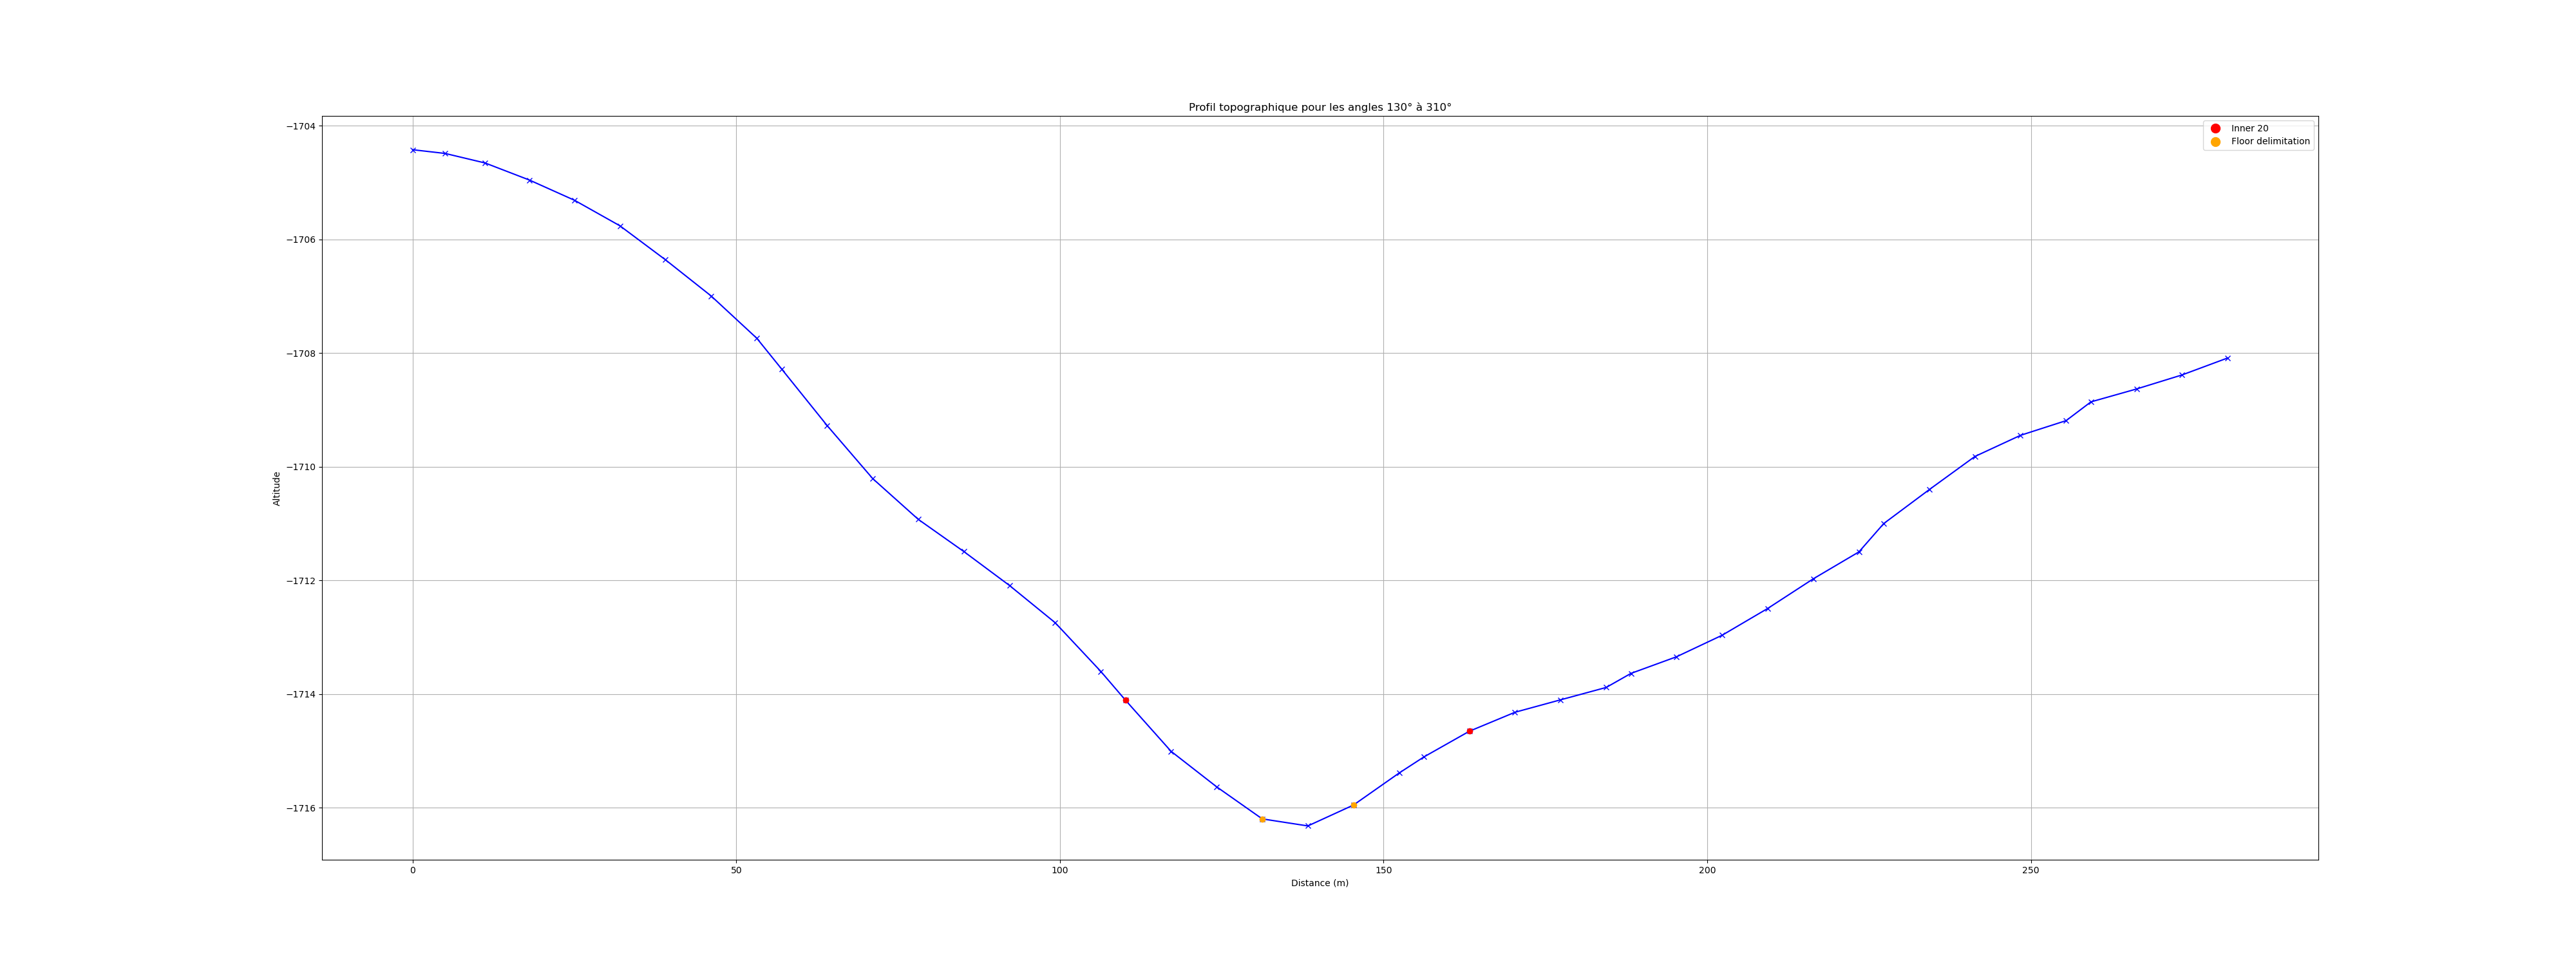 Profil topographique pour les angles 130° à 310°
Inner 20
Floor delimitation
−1704
−1706
−1708
−1710
−1712
−1714
−1716
Altitude
0 50 100 150 200 250
Distance (m)